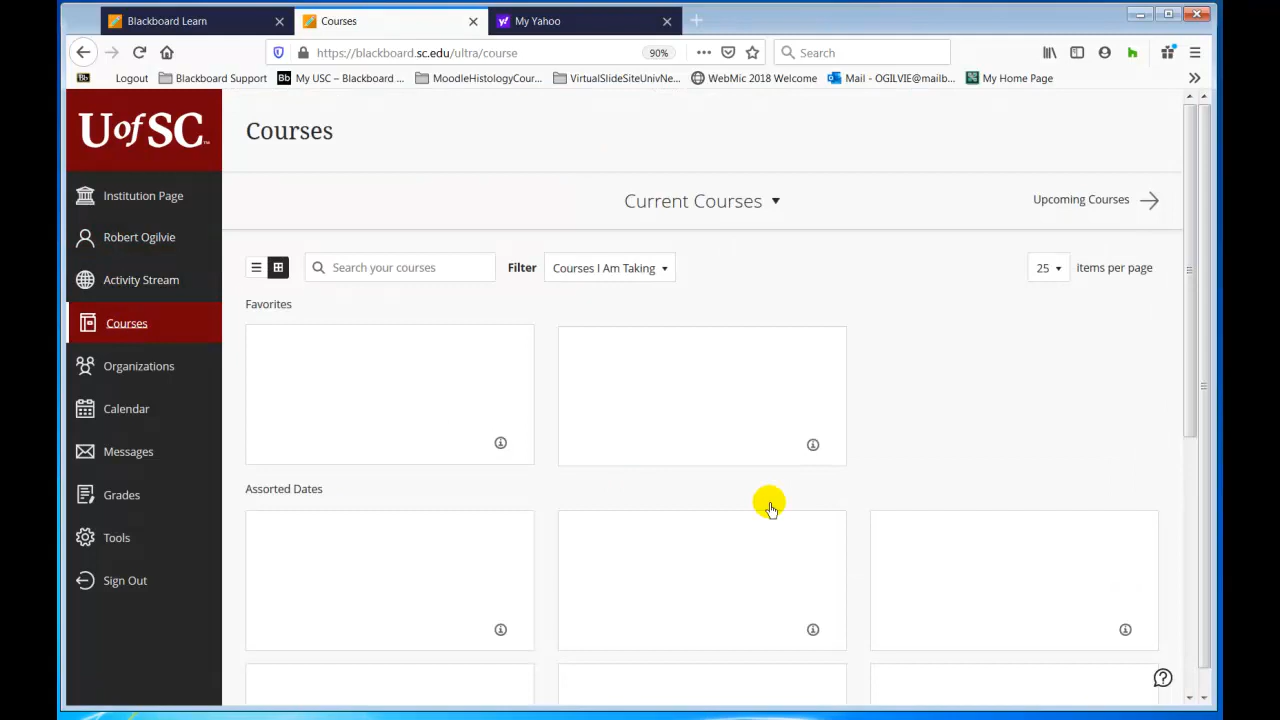 Blackboard Learn
Courses
My Yahoo
https://blackboard.sc.edu/ultra/course
90%
Search
Bb
Logout
Blackboard Support
Bb My USC – Blackboard ...
MoodleHistologyCour...
VirtualSlideSiteUnivNe...
WebMic 2018 Welcome
Mail - OGILVIE@mailb...
My Home Page
UofSC
Institution Page
Robert Ogilvie
Activity Stream
Courses
Organizations
Calendar
Messages
Grades
Tools
Sign Out
Courses
Current Courses
Upcoming Courses
Search your courses
Filter
Courses I Am Taking
25
items per page
Favorites
Assorted Dates